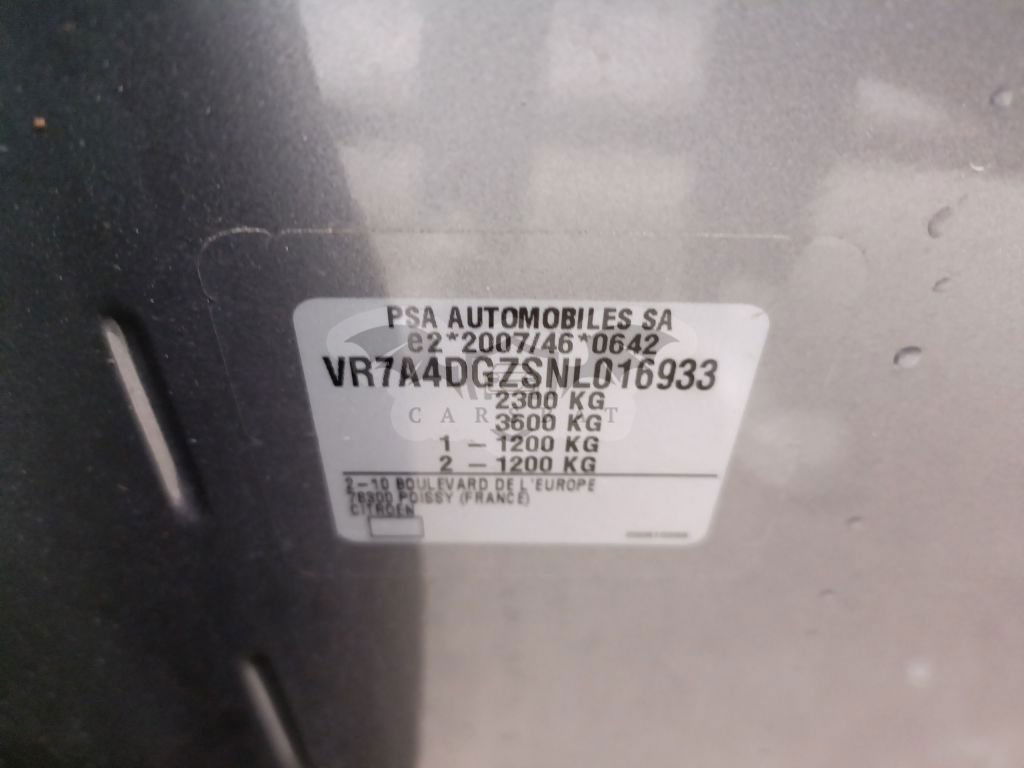 PSA AUTOMOBILES SA
e2*2007/46*0642
VR7A4DGZSNL016933
2300 KG
3600 KG
1 – 1200 KG
2 – 1200 KG
2–10 BOULEVARD DE L'EUROPE
78300 POISSY (FRANCE)
CITROEN